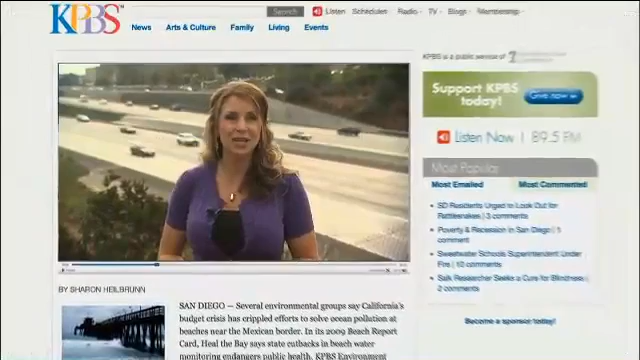 KPBS
Search
Listen Schedules Radio TV Blogs Membership
News Arts & Culture Family Living Events
KPBS is a public service of
Support KPBS
today!
Give now
Listen Now | 89.5 FM
Most Popular
Most Emailed
Most Commented
SD Residents Urged to Look Out for
Rattlesnakes | 3 comments
Poverty & Recession in San Diego | 1
comment
Sweetwater Schools Superintendent Under
Fire | 10 comments
Salk Researcher Seeks a Cure for Blindness |
2 comments
Become a sponsor today!
BY SHARON HEILBRUNN
SAN DIEGO — Several environmental groups say California's
budget crisis has crippled efforts to solve ocean pollution at
beaches near the Mexican border. In its 2009 Beach Report
Card, Heal the Bay says state cutbacks in beach water
monitoring endangers public health. KPBS Environment